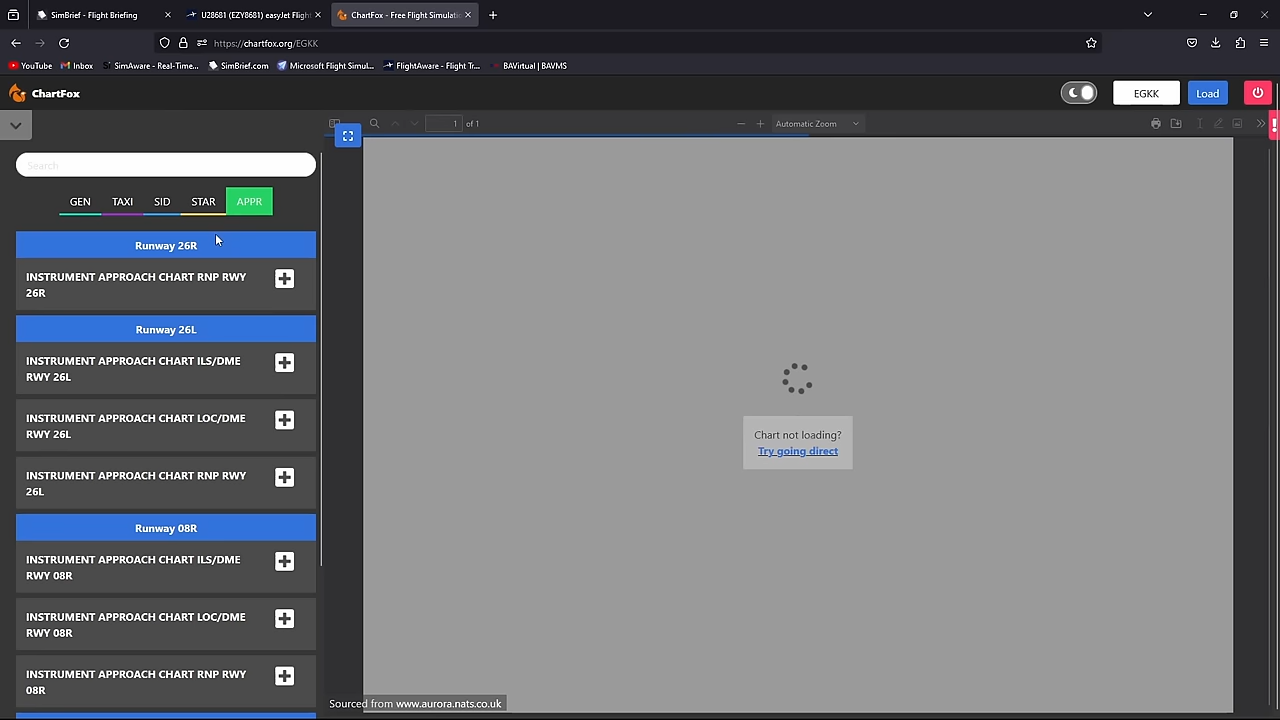 SimBrief - Flight Briefing
U28681 (EZY8681) easyJet Flight
ChartFox - Free Flight Simulati
https://chartfox.org/EGKK
YouTube
Inbox
SimAware - Real-Time...
SimBrief.com
Microsoft Flight Simul...
FlightAware - Flight Tr...
BAVirtual | BAVMS
ChartFox
EGKK
Load
1
of 1
Automatic Zoom
Search
GEN
TAXI
SID
STAR
APPR
Runway 26R
INSTRUMENT APPROACH CHART RNP RWY
26R
Runway 26L
INSTRUMENT APPROACH CHART ILS/DME
RWY 26L
INSTRUMENT APPROACH CHART LOC/DME
RWY 26L
INSTRUMENT APPROACH CHART RNP RWY
26L
Runway 08R
INSTRUMENT APPROACH CHART ILS/DME
RWY 08R
INSTRUMENT APPROACH CHART LOC/DME
RWY 08R
INSTRUMENT APPROACH CHART RNP RWY
08R
Chart not loading?
Try going direct
Sourced from www.aurora.nats.co.uk